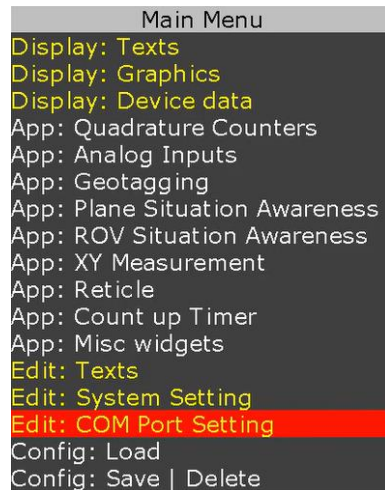 Main Menu
Display: Texts
Display: Graphics
Display: Device data
App: Quadrature Counters
App: Analog Inputs
App: Geotagging
App: Plane Situation Awareness
App: ROV Situation Awareness
App: XY Measurement
App: Reticle
App: Count up Timer
App: Misc widgets
Edit: Texts
Edit: System Setting
Edit: COM Port Setting
Config: Load
Config: Save | Delete